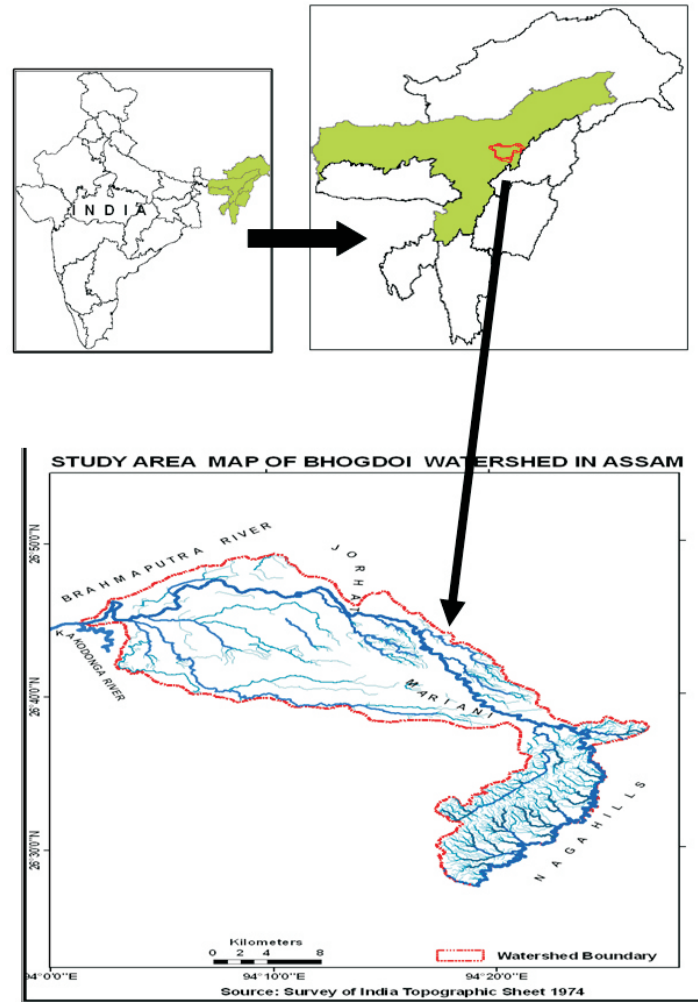 INDIA
STUDY AREA MAP OF BHOGDOI WATERSHED IN ASSAM
26°50'0"N
BRAHMAPUTRA RIVER
JORHAT
KAKODONGA RIVER
26°40'0"N
MARIANI
NAGAHILLS
26°30'0"N
Kilometers
0 2 4 8
Watershed Boundary
94°0'0"E 94°10'0"E 94°20'0"E
Source: Survey of India Topographic Sheet 1974